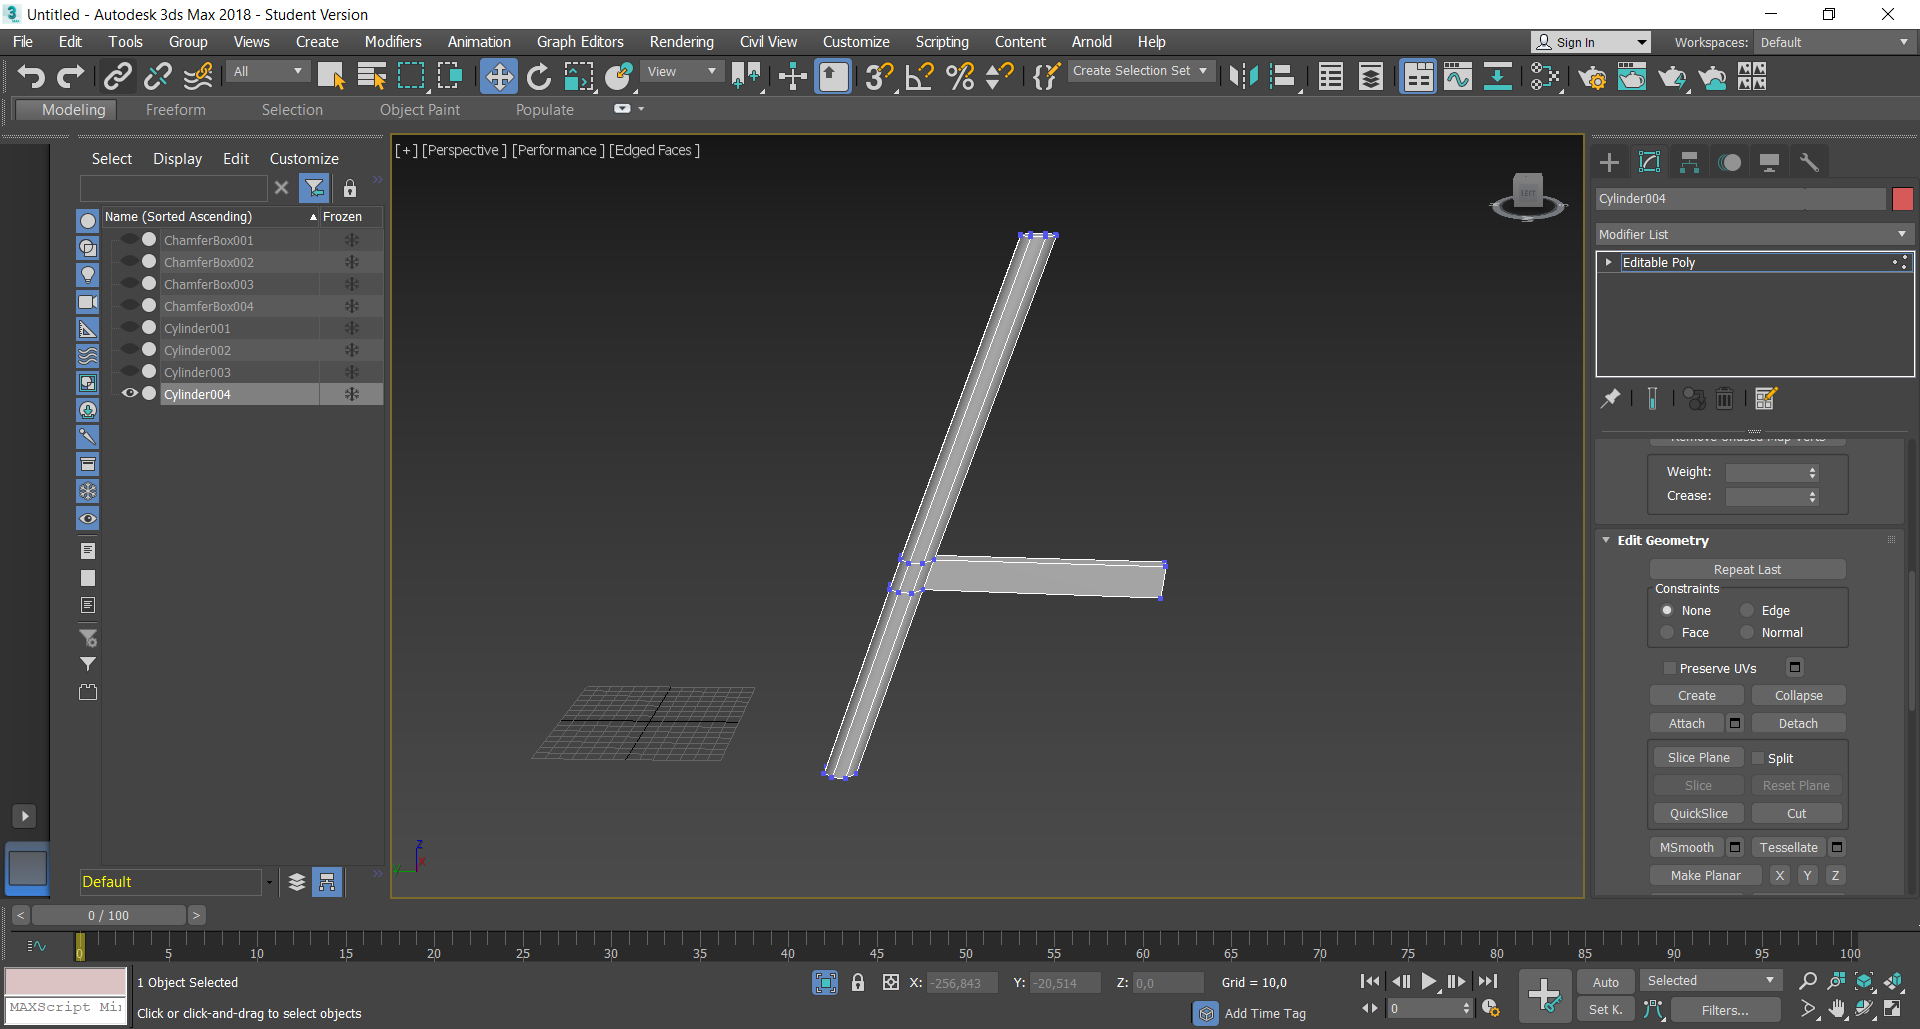 Untitled - Autodesk 3ds Max 2018 - Student Version
File Edit Tools Group Views Create Modifiers Animation Graph Editors Rendering Civil View Customize Scripting Content Arnold Help
Sign In
Workspaces: Default
All
View
Create Selection Set
Modeling Freeform Selection Object Paint Populate
Select Display Edit Customize
Name (Sorted Ascending) Frozen
ChamferBox001
ChamferBox002
ChamferBox003
ChamferBox004
Cylinder001
Cylinder002
Cylinder003
Cylinder004
Default
[+] [Perspective ] [Performance ] [Edged Faces ]
LEFT
z
x
y
Cylinder004
Modifier List
Editable Poly
Remove Unused Map Verts
Weight:
Crease:
Edit Geometry
Repeat Last
Constraints
None Edge
Face Normal
Preserve UVs
Create Collapse
Attach Detach
Slice Plane Split
Slice Reset Plane
QuickSlice Cut
MSmooth Tessellate
Make Planar X Y Z
< 0 / 100 >
0 5 10 15 20 25 30 35 40 45 50 55 60 65 70 75 80 85 90 95 100
1 Object Selected
MAXScript Mi
Click or click-and-drag to select objects
X: -256,843 Y: -20,514 Z: 0,0 Grid = 10,0
Add Time Tag
0
Auto Selected
Set K. Filters...